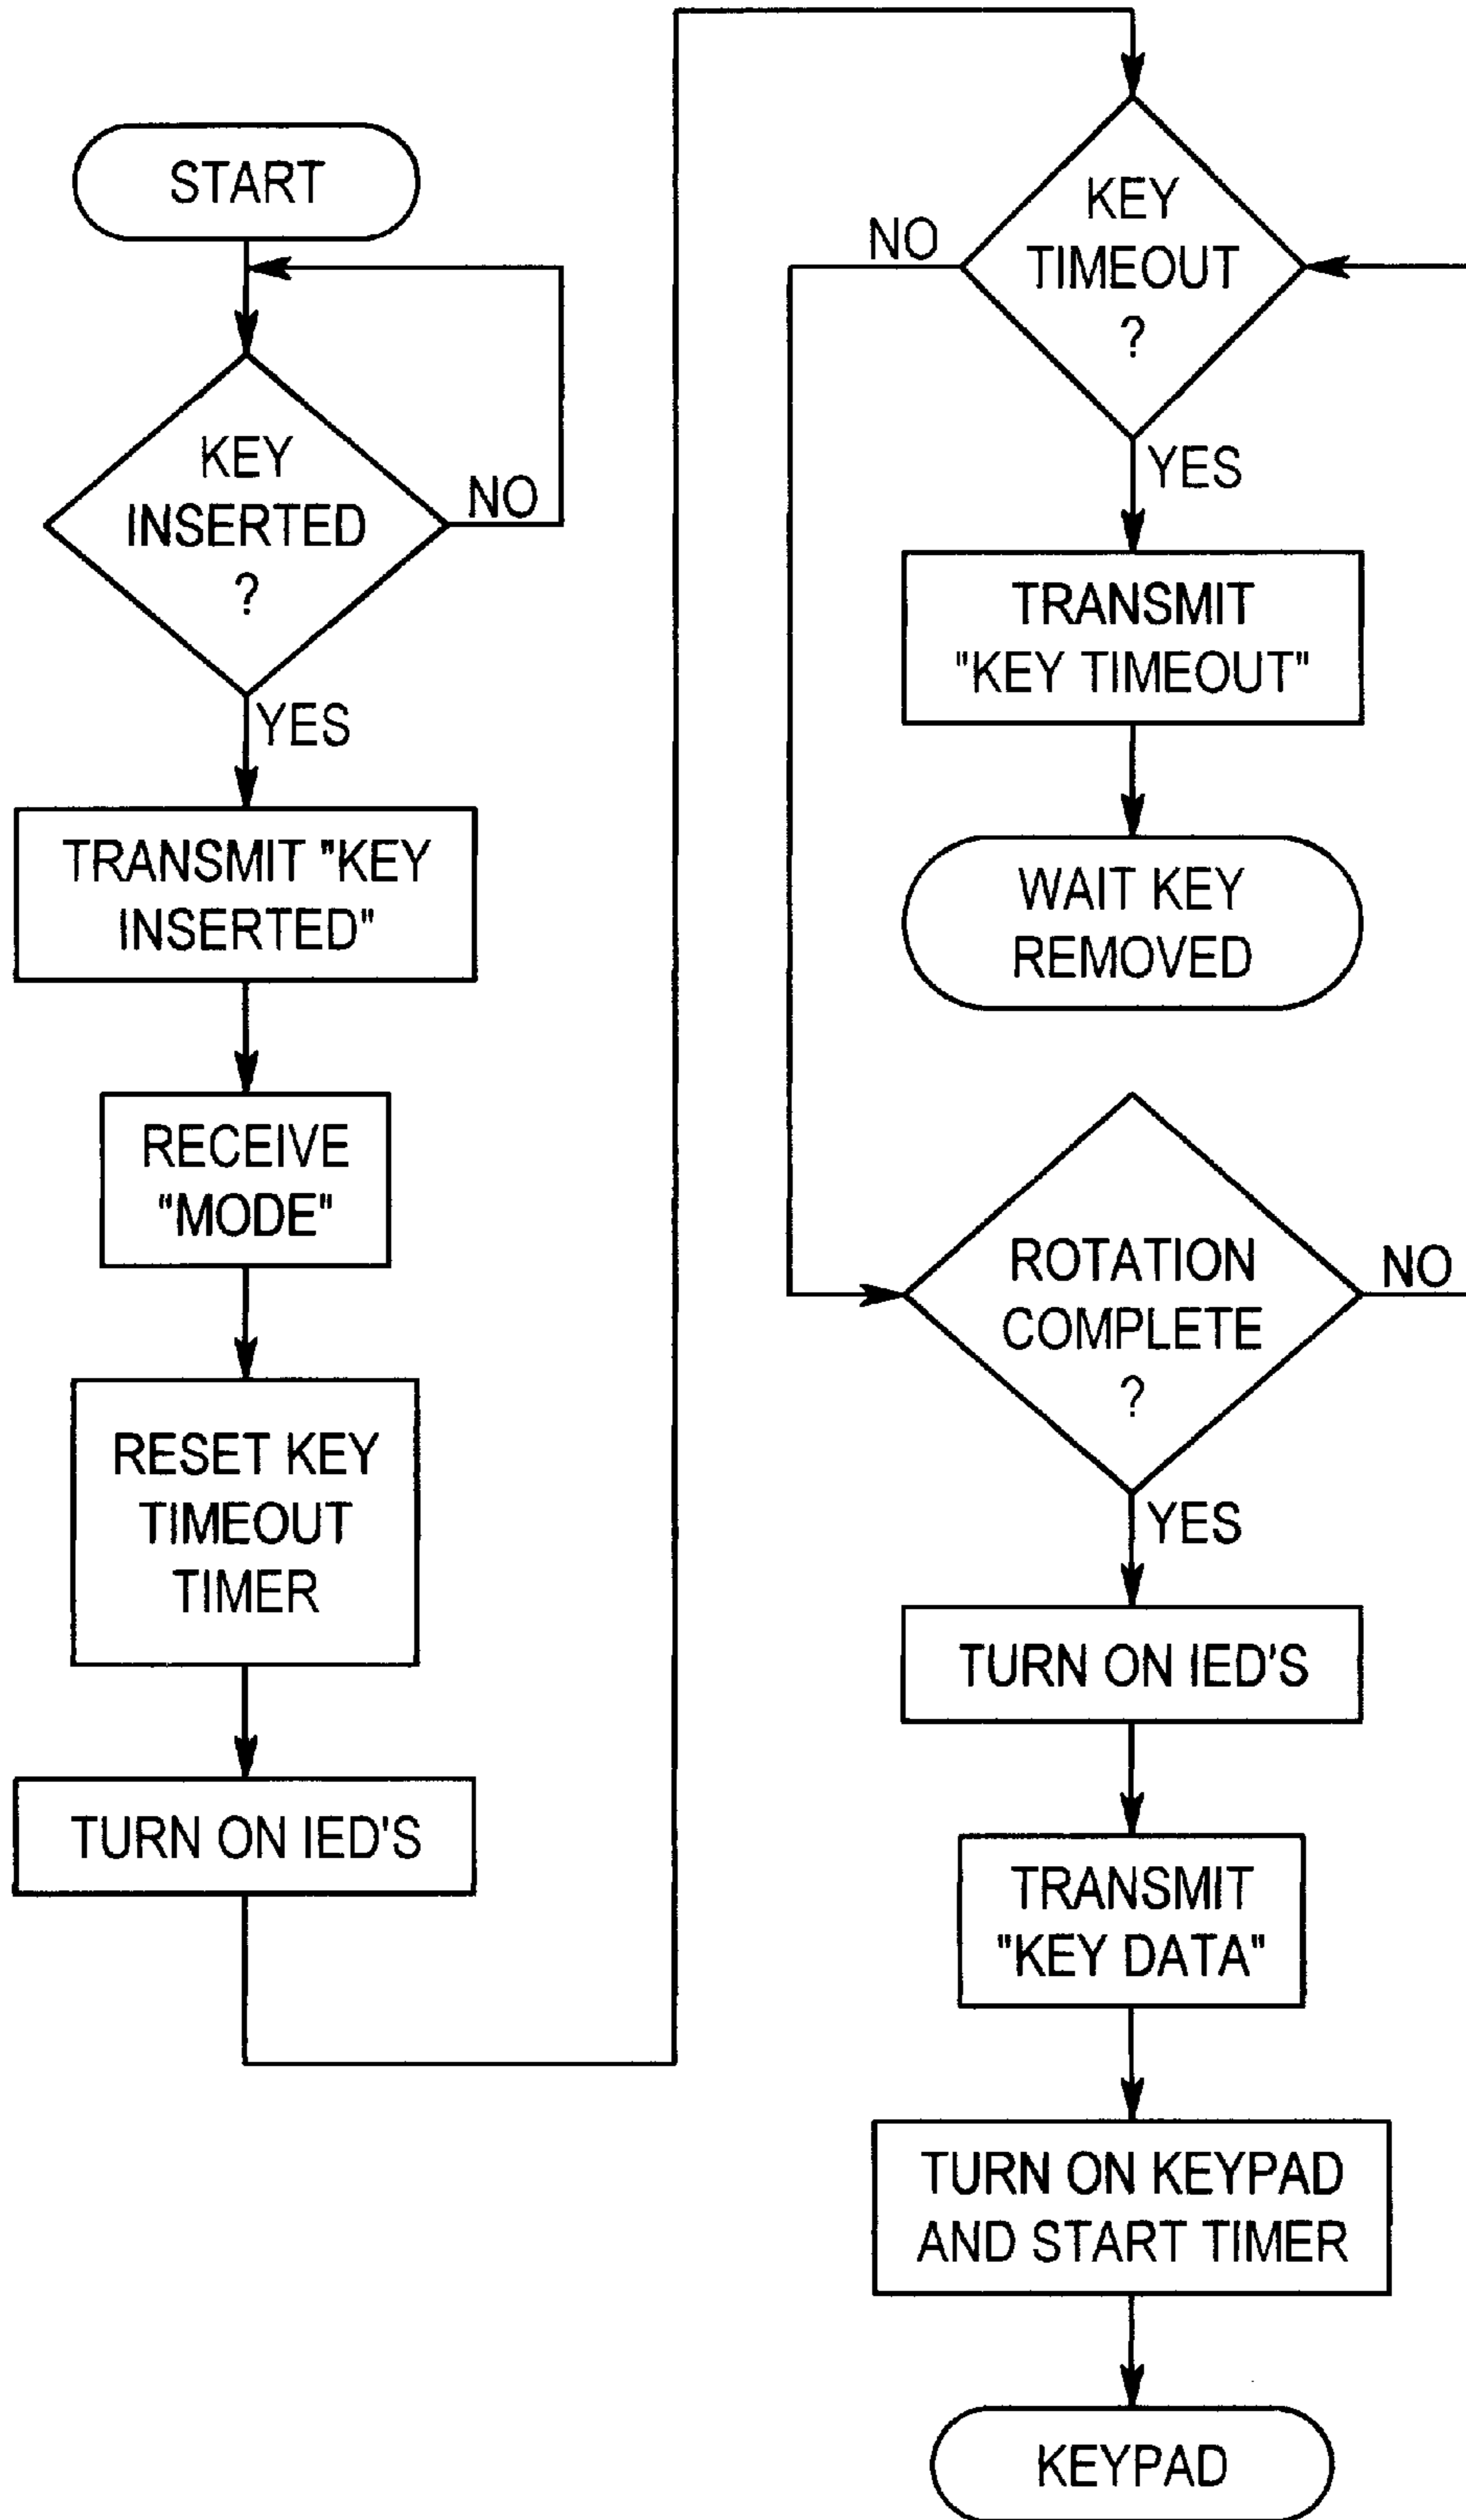 START
KEY
INSERTED
?
NO
YES
TRANSMIT "KEY
INSERTED"
RECEIVE
"MODE"
RESET KEY
TIMEOUT
TIMER
TURN ON IED'S
KEY
TIMEOUT
?
NO
YES
TRANSMIT
"KEY TIMEOUT"
WAIT KEY
REMOVED
ROTATION
COMPLETE
?
NO
YES
TURN ON IED'S
TRANSMIT
"KEY DATA"
TURN ON KEYPAD
AND START TIMER
KEYPAD